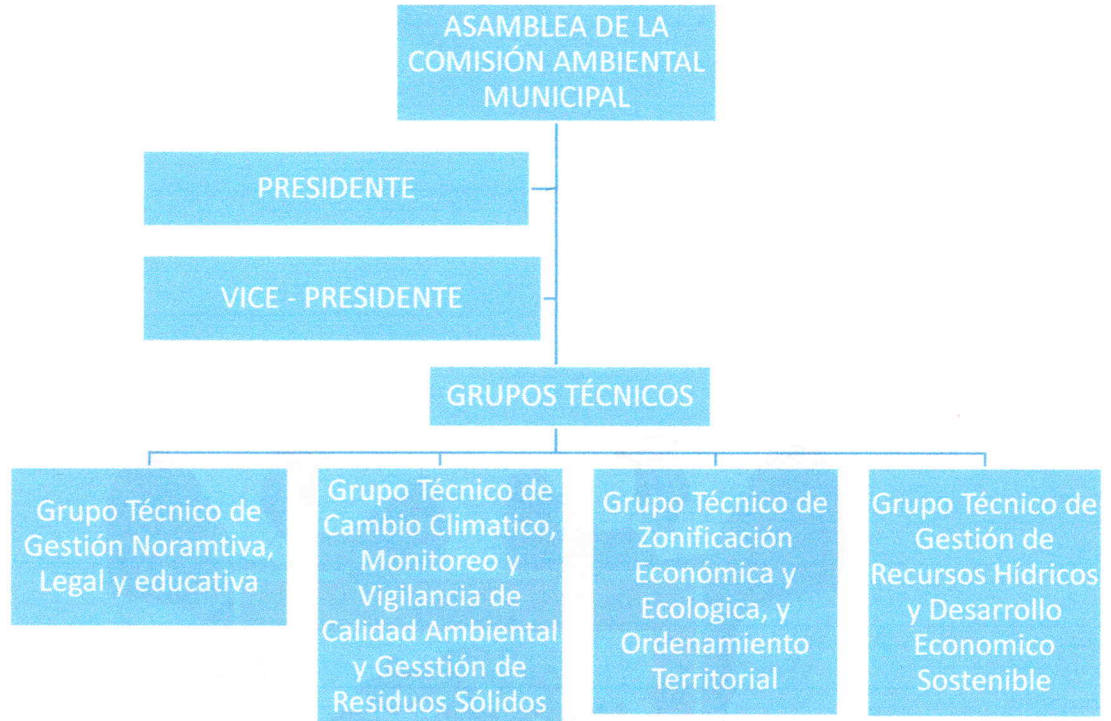 ASAMBLEA DE LA
COMISIÓN AMBIENTAL
MUNICIPAL
PRESIDENTE
VICE - PRESIDENTE
GRUPOS TÉCNICOS
Grupo Técnico de
Gestión Noramtiva,
Legal y educativa
Grupo Técnico de
Cambio Climatico,
Monitoreo y
Vigilancia de
Calidad Ambiental
y Gesstión de
Residuos Sólidos
Grupo Técnico de
Zonificación
Económica y
Ecologica, y
Ordenamiento
Territorial
Grupo Técnico de
Gestión de
Recursos Hídricos
y Desarrollo
Economico
Sostenible